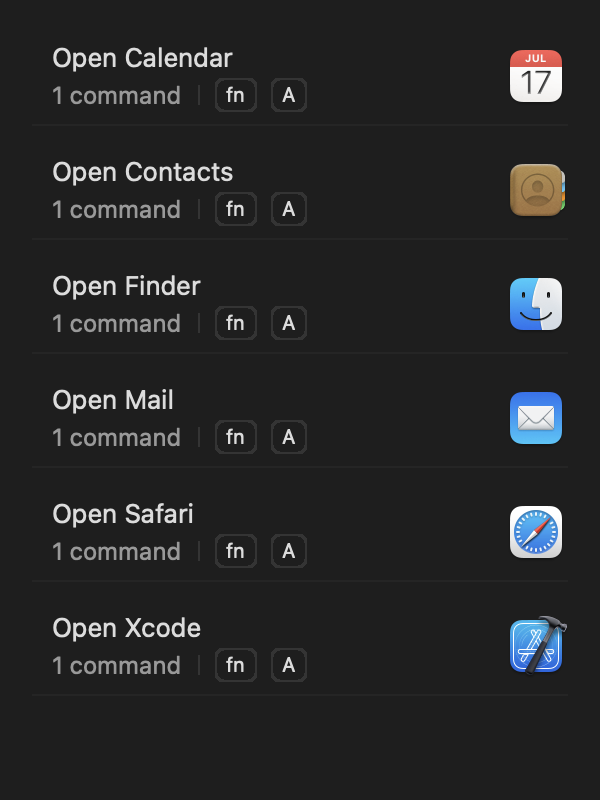 Open Calendar
1 command fn A
JUL
17
Open Contacts
1 command fn A
Open Finder
1 command fn A
Open Mail
1 command fn A
Open Safari
1 command fn A
Open Xcode
1 command fn A